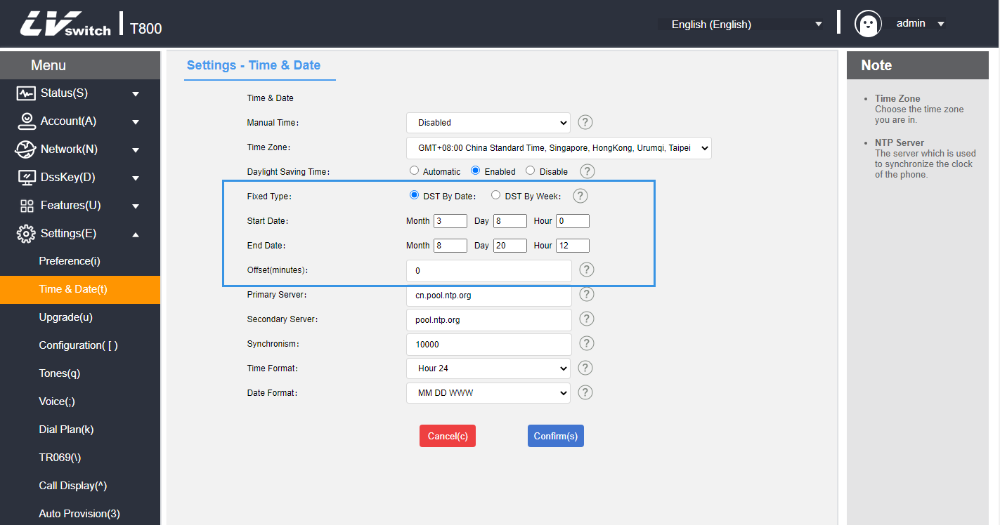 LV switch T800
English (English)
admin
Menu
Status(S)
Account(A)
Network(N)
DssKey(D)
Features(U)
Settings(E)
Preference(i)
Time & Date(t)
Upgrade(u)
Configuration( [ )
Tones(q)
Voice(;)
Dial Plan(k)
TR069(\)
Call Display(^)
Auto Provision(3)
Settings - Time & Date
Time & Date
Manual Time: Disabled ?
Time Zone: GMT+08:00 China Standard Time, Singapore, HongKong, Urumqi, Taipei
Daylight Saving Time: Automatic Enabled Disable ?
Fixed Type: DST By Date: DST By Week: ?
Start Date: Month 3 Day 8 Hour 0
End Date: Month 8 Day 20 Hour 12
Offset(minutes): 0 ?
Primary Server: cn.pool.ntp.org ?
Secondary Server: pool.ntp.org ?
Synchronism: 10000 ?
Time Format: Hour 24 ?
Date Format: MM DD WWW ?
Cancel(c) Confirm(s)
Note
• Time Zone
Choose the time zone
you are in.
• NTP Server
The server which is used
to synchronize the clock
of the phone.